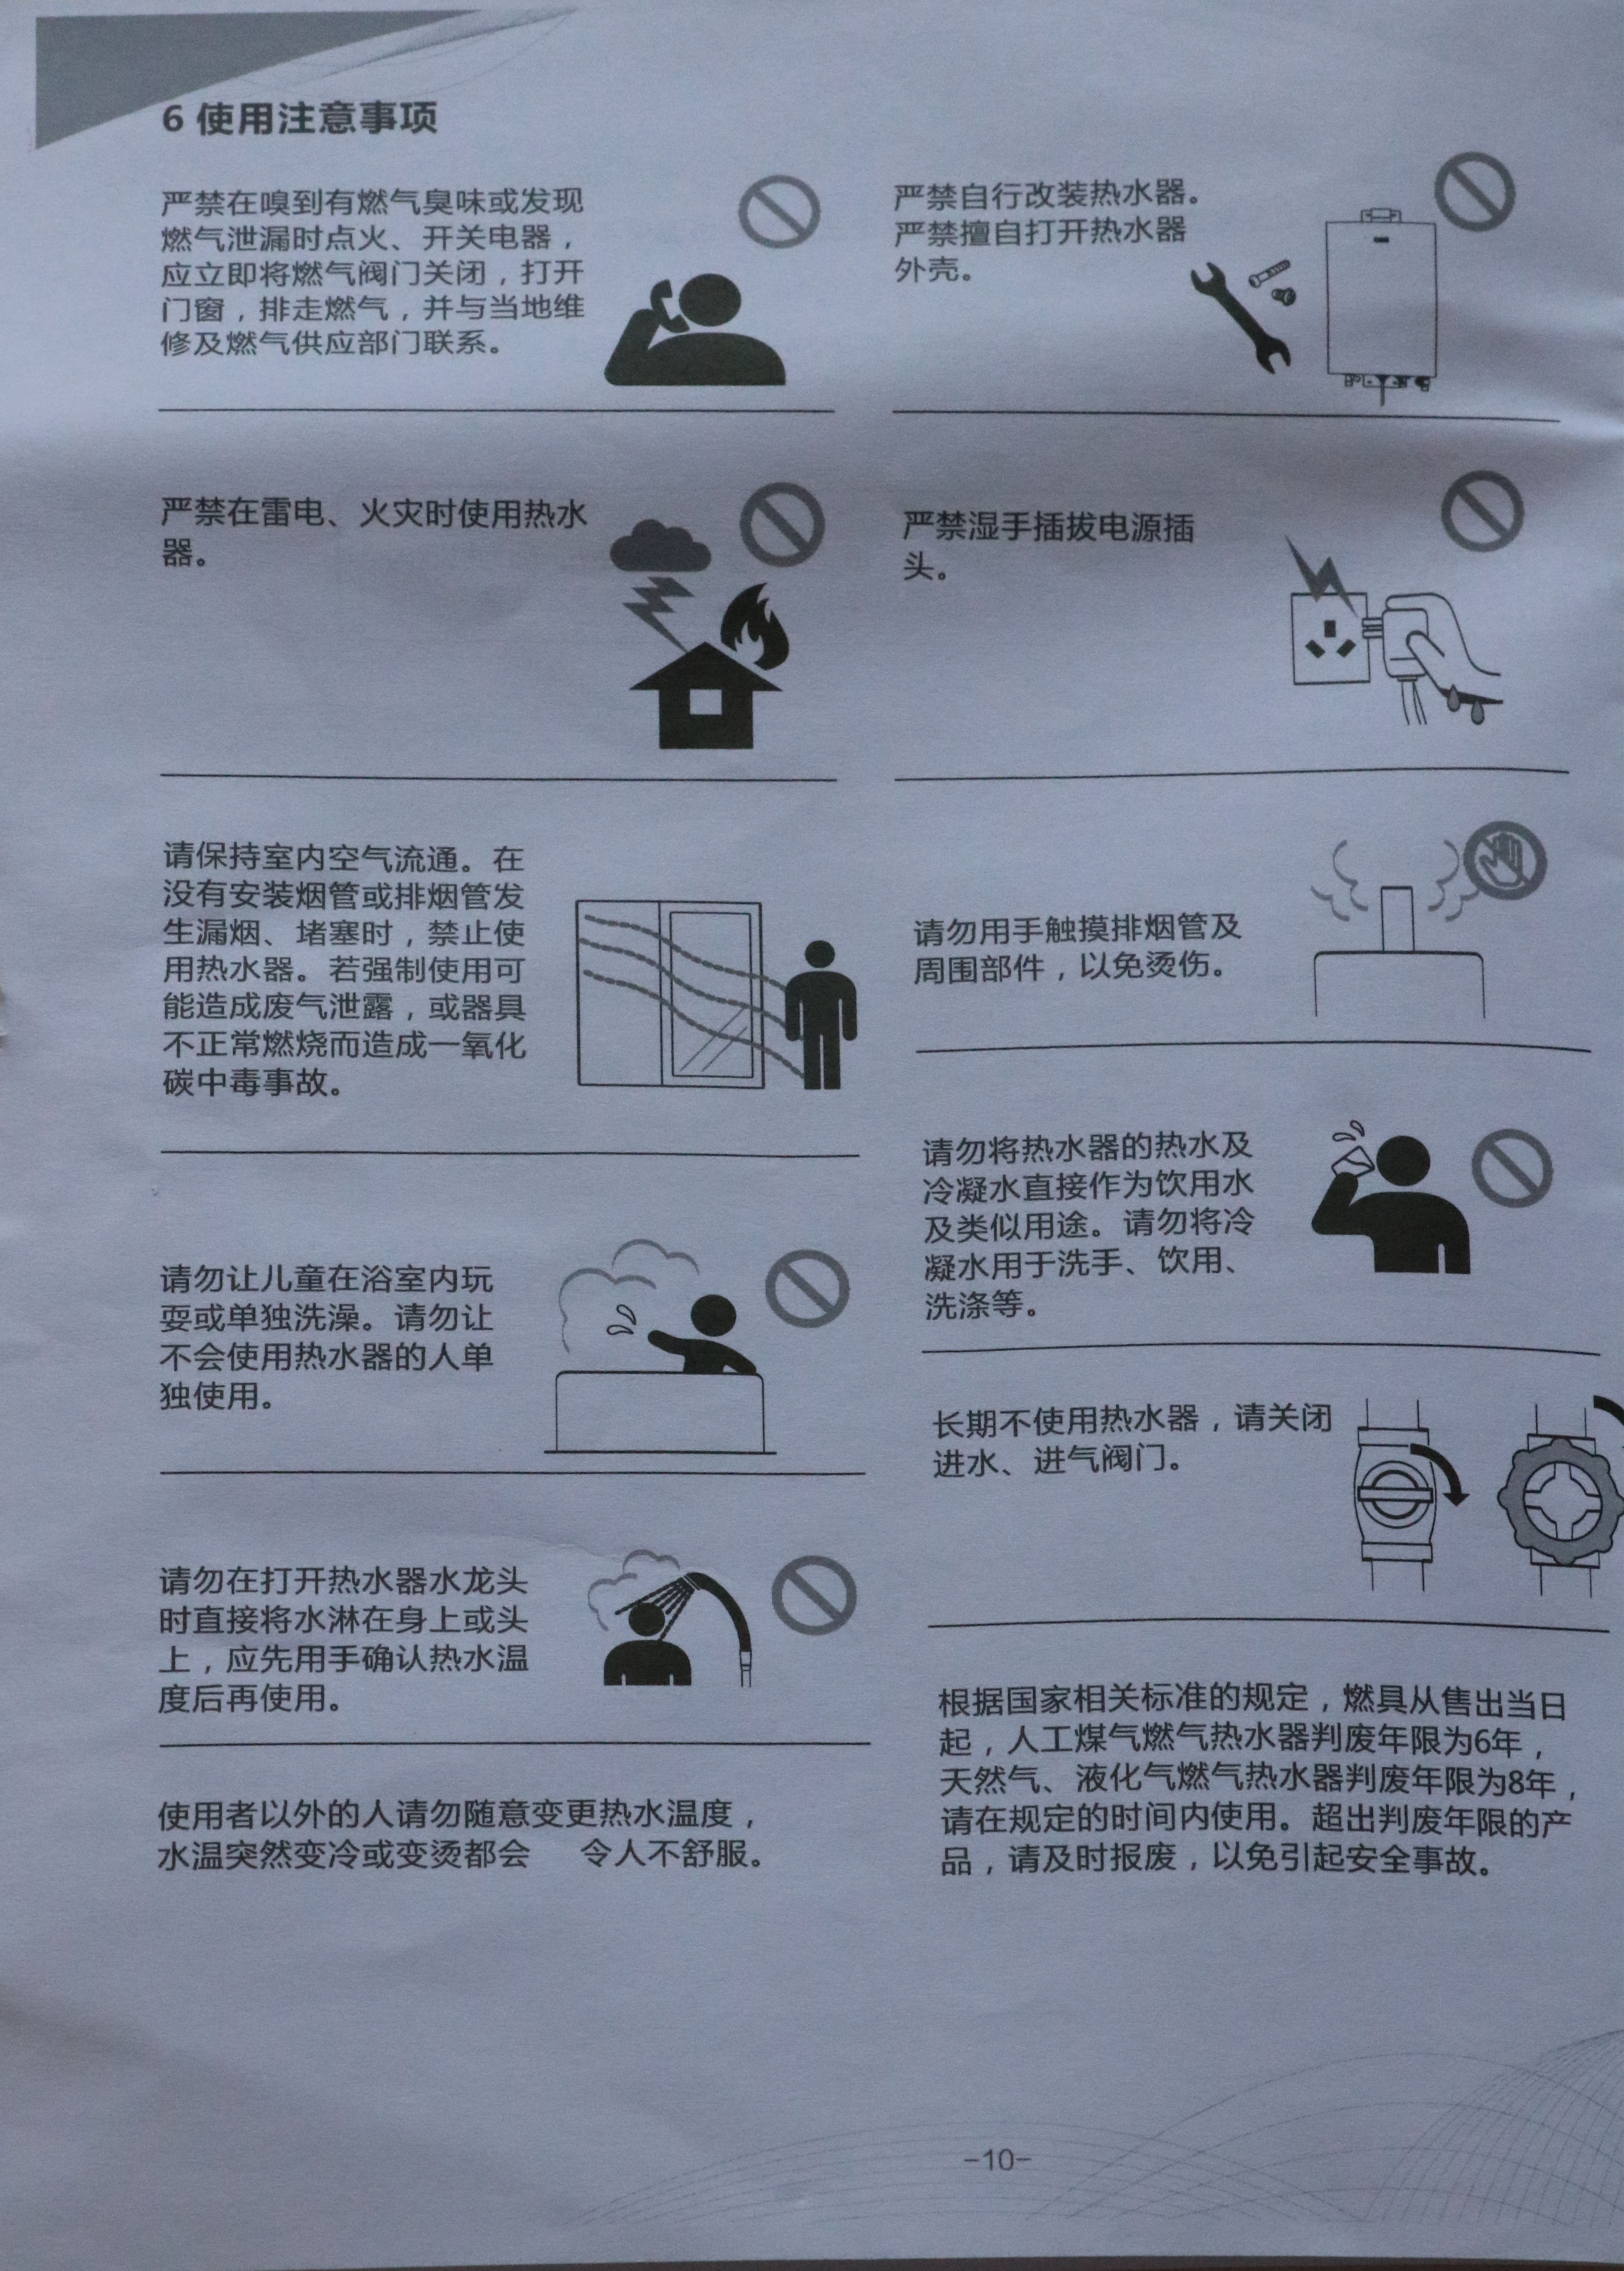 6 使用注意事项
严禁在嗅到有燃气臭味或发现
燃气泄漏时点火、开关电器，
应立即将燃气阀门关闭，打开
门窗，排走燃气，并与当地维
修及燃气供应部门联系。
严禁在雷电、火灾时使用热水
器。
请保持室内空气流通。在
没有安装烟管或排烟管发
生漏烟、堵塞时，禁止使
用热水器。若强制使用可
能造成废气泄露，或器具
不正常燃烧而造成一氧化
碳中毒事故。
请勿让儿童在浴室内玩
耍或单独洗澡。请勿让
不会使用热水器的人单
独使用。
请勿在打开热水器水龙头
时直接将水淋在身上或头
上，应先用手确认热水温
度后再使用。
使用者以外的人请勿随意变更热水温度，
水温突然变冷或变烫都会 令人不舒服。
严禁自行改装热水器。
严禁擅自打开热水器
外壳。
严禁湿手插拔电源插
头。
请勿用手触摸排烟管及
周围部件，以免烫伤。
请勿将热水器的热水及
冷凝水直接作为饮用水
及类似用途。请勿将冷
凝水用于洗手、饮用、
洗涤等。
长期不使用热水器，请关闭
进水、进气阀门。
根据国家相关标准的规定，燃具从售出当日
起，人工煤气燃气热水器判废年限为6年，
天然气、液化气燃气热水器判废年限为8年，
请在规定的时间内使用。超出判废年限的产
品，请及时报废，以免引起安全事故。
-10-